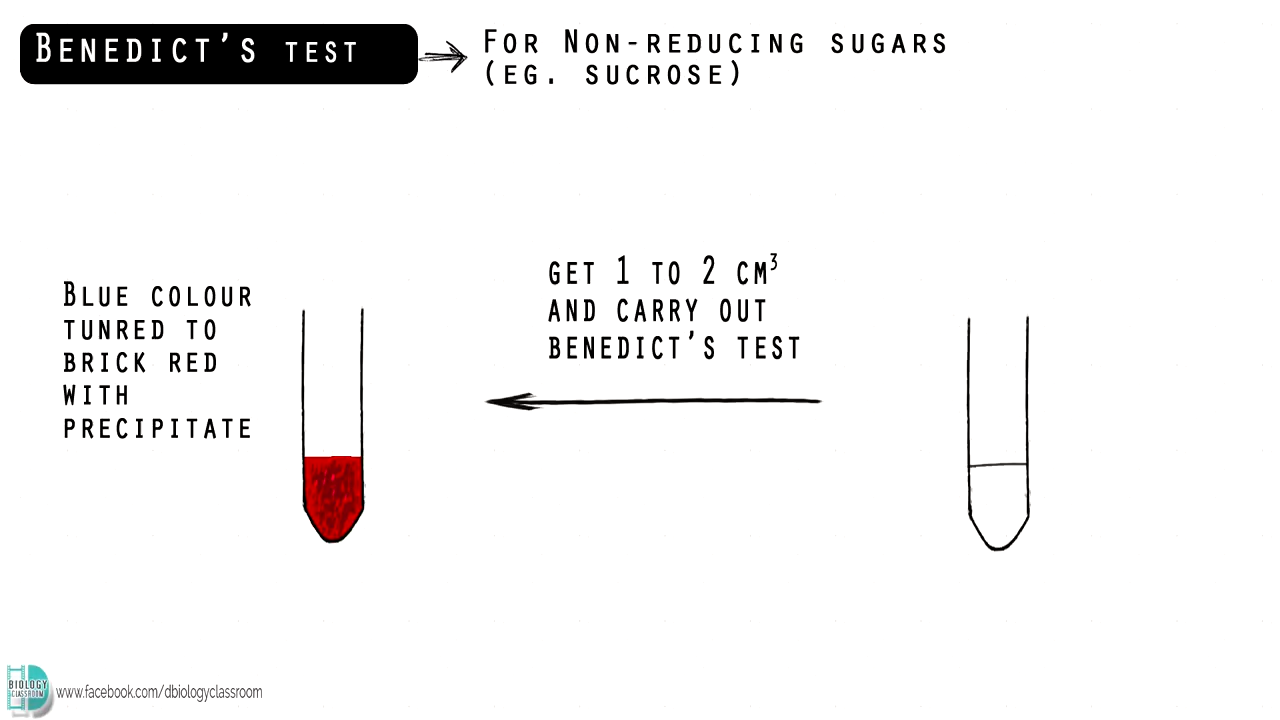 BENEDICT'S TEST
FOR NON-REDUCING SUGARS
(EG. SUCROSE)
GET 1 TO 2 CM³
AND CARRY OUT
BENEDICT'S TEST
BLUE COLOUR
TUNRED TO
BRICK RED
WITH
PRECIPITATE
BIOLOGY
CLASSROOM
www.facebook.com/dbiologyclassroom